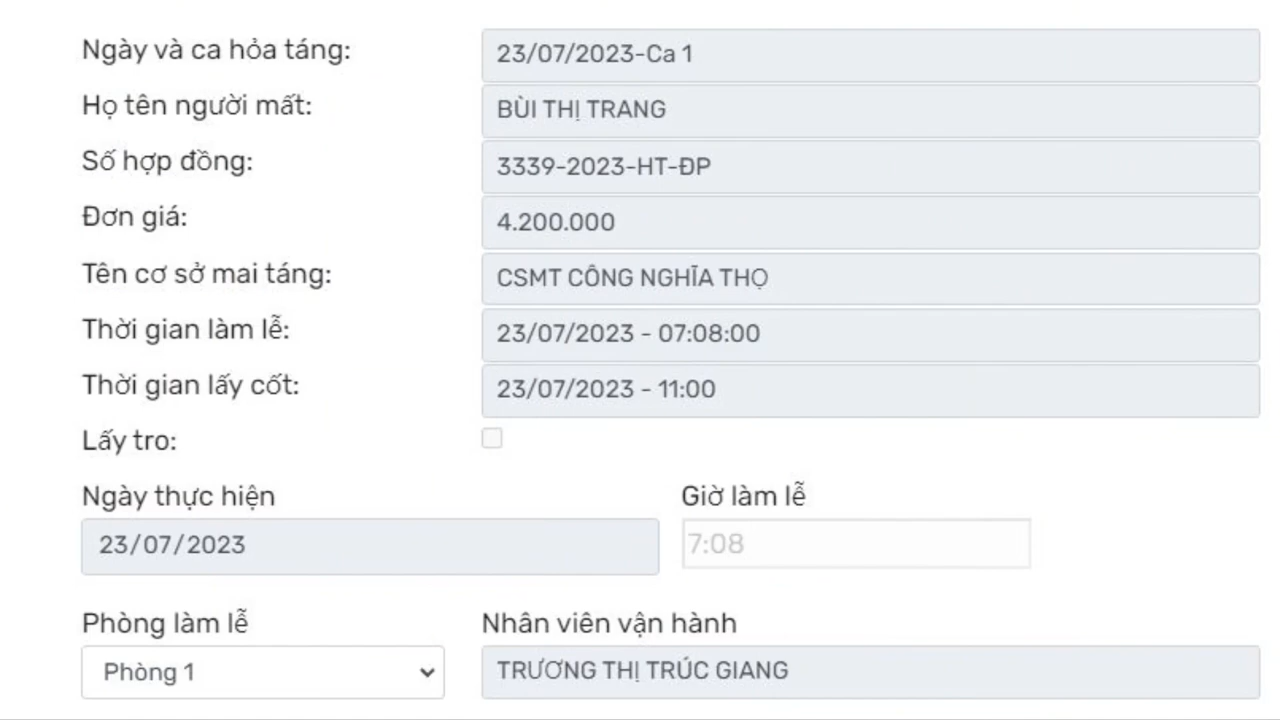 Ngày và ca hỏa táng: 23/07/2023-Ca 1
Họ tên người mất: BÙI THỊ TRANG
Số hợp đồng: 3339-2023-HT-ĐP
Đơn giá: 4.200.000
Tên cơ sở mai táng: CSMT CÔNG NGHĨA THỌ
Thời gian làm lễ: 23/07/2023 - 07:08:00
Thời gian lấy cốt: 23/07/2023 - 11:00
Lấy tro:
Ngày thực hiện Giờ làm lễ
23/07/2023 7:08
Phòng làm lễ Nhân viên vận hành
Phòng 1 TRƯƠNG THỊ TRÚC GIANG